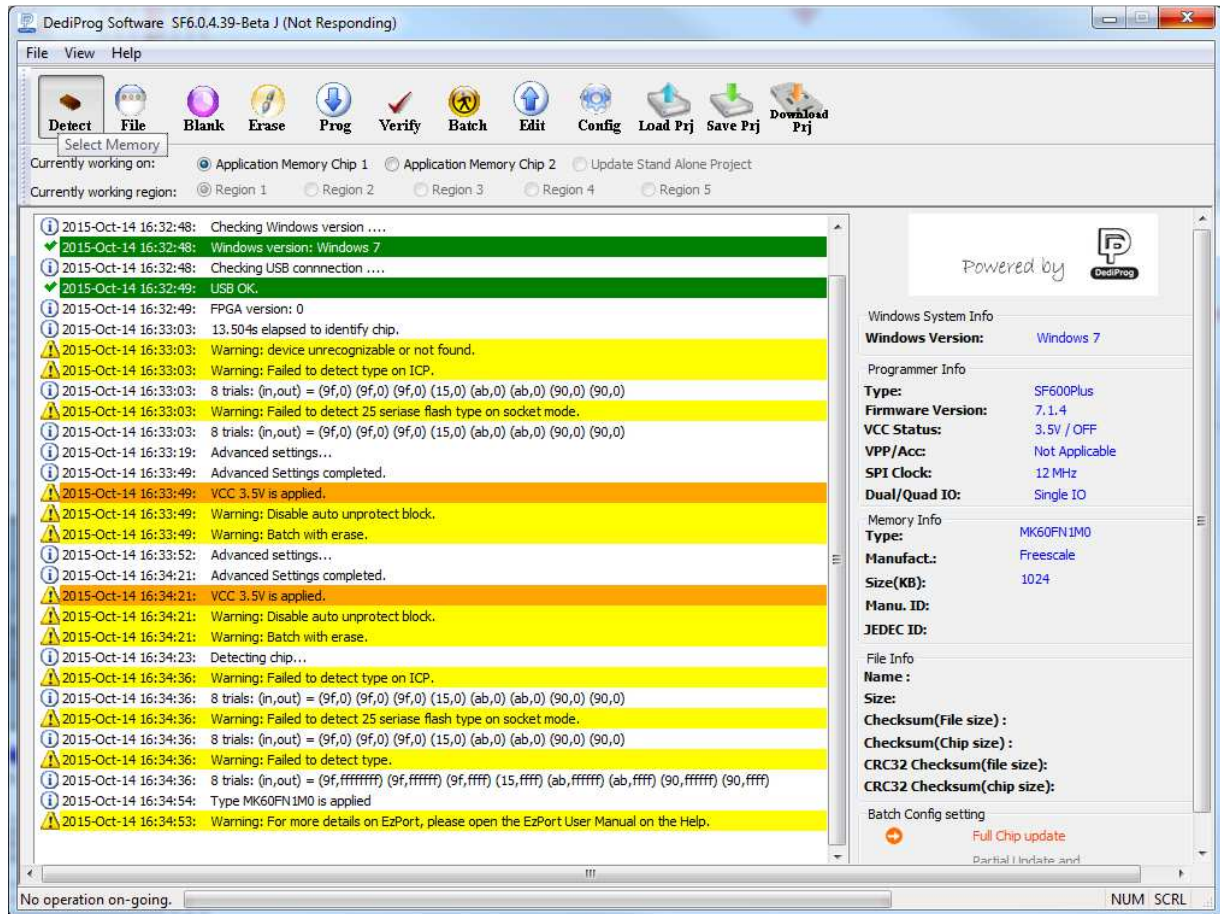 DediProg Software SF6.0.4.39-Beta J (Not Responding)
File View Help
Detect File Blank Erase Prog Verify Batch Edit Config Load Prj Save Prj Download Prj
Select Memory
Currently working on: Application Memory Chip 1 Application Memory Chip 2 Update Stand Alone Project
Currently working region: Region 1 Region 2 Region 3 Region 4 Region 5
2015-Oct-14 16:32:48: Checking Windows version ....
2015-Oct-14 16:32:48: Windows version: Windows 7
2015-Oct-14 16:32:48: Checking USB connnection ....
2015-Oct-14 16:32:49: USB OK.
2015-Oct-14 16:32:49: FPGA version: 0
2015-Oct-14 16:33:03: 13.504s elapsed to identify chip.
2015-Oct-14 16:33:03: Warning: device unrecognizable or not found.
2015-Oct-14 16:33:03: Warning: Failed to detect type on ICP.
2015-Oct-14 16:33:03: 8 trials: (in,out) = (9f,0) (9f,0) (9f,0) (15,0) (ab,0) (ab,0) (90,0) (90,0)
2015-Oct-14 16:33:03: Warning: Failed to detect 25 seriase flash type on socket mode.
2015-Oct-14 16:33:03: 8 trials: (in,out) = (9f,0) (9f,0) (9f,0) (15,0) (ab,0) (ab,0) (90,0) (90,0)
2015-Oct-14 16:33:19: Advanced settings...
2015-Oct-14 16:33:49: Advanced Settings completed.
2015-Oct-14 16:33:49: VCC 3.5V is applied.
2015-Oct-14 16:33:49: Warning: Disable auto unprotect block.
2015-Oct-14 16:33:49: Warning: Batch with erase.
2015-Oct-14 16:33:52: Advanced settings...
2015-Oct-14 16:34:21: Advanced Settings completed.
2015-Oct-14 16:34:21: VCC 3.5V is applied.
2015-Oct-14 16:34:21: Warning: Disable auto unprotect block.
2015-Oct-14 16:34:21: Warning: Batch with erase.
2015-Oct-14 16:34:23: Detecting chip...
2015-Oct-14 16:34:36: Warning: Failed to detect type on ICP.
2015-Oct-14 16:34:36: 8 trials: (in,out) = (9f,0) (9f,0) (9f,0) (15,0) (ab,0) (ab,0) (90,0) (90,0)
2015-Oct-14 16:34:36: Warning: Failed to detect 25 seriase flash type on socket mode.
2015-Oct-14 16:34:36: 8 trials: (in,out) = (9f,0) (9f,0) (9f,0) (15,0) (ab,0) (ab,0) (90,0) (90,0)
2015-Oct-14 16:34:36: Warning: Failed to detect type.
2015-Oct-14 16:34:36: 8 trials: (in,out) = (9f,ffffffff) (9f,ffffff) (9f,ffff) (15,ffff) (ab,ffffff) (ab,ffff) (90,ffffff) (90,ffff)
2015-Oct-14 16:34:54: Type MK60FN1M0 is applied
2015-Oct-14 16:34:53: Warning: For more details on EzPort, please open the EzPort User Manual on the Help.
Powered by DediProg
Windows System Info
Windows Version: Windows 7
Programmer Info
Type: SF600Plus
Firmware Version: 7.1.4
VCC Status: 3.5V / OFF
VPP/Acc: Not Applicable
SPI Clock: 12 MHz
Dual/Quad IO: Single IO
Memory Info
Type: MK60FN1M0
Manufact.: Freescale
Size(KB): 1024
Manu. ID:
JEDEC ID:
File Info
Name :
Size:
Checksum(File size) :
Checksum(Chip size) :
CRC32 Checksum(file size):
CRC32 Checksum(chip size):
Batch Config setting
Full Chip update
Partial Update and
No operation on-going. NUM SCRL